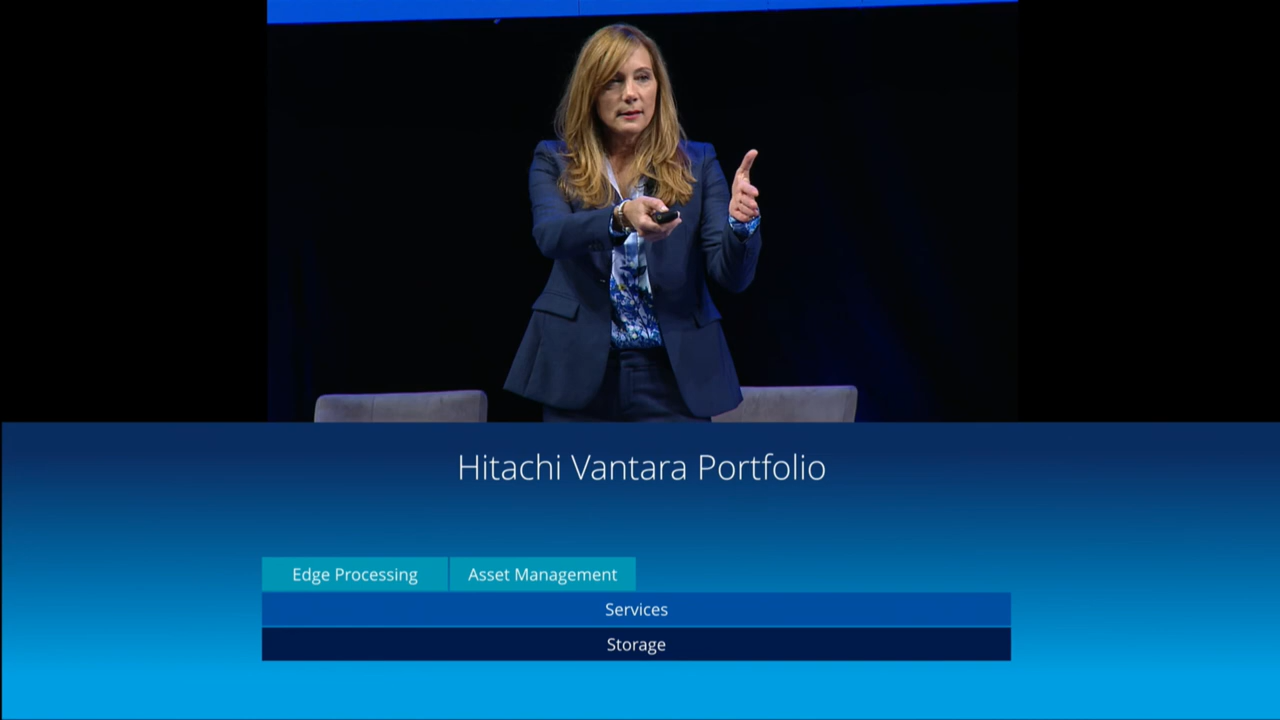 Hitachi Vantara Portfolio
Edge Processing
Asset Management
Services
Storage